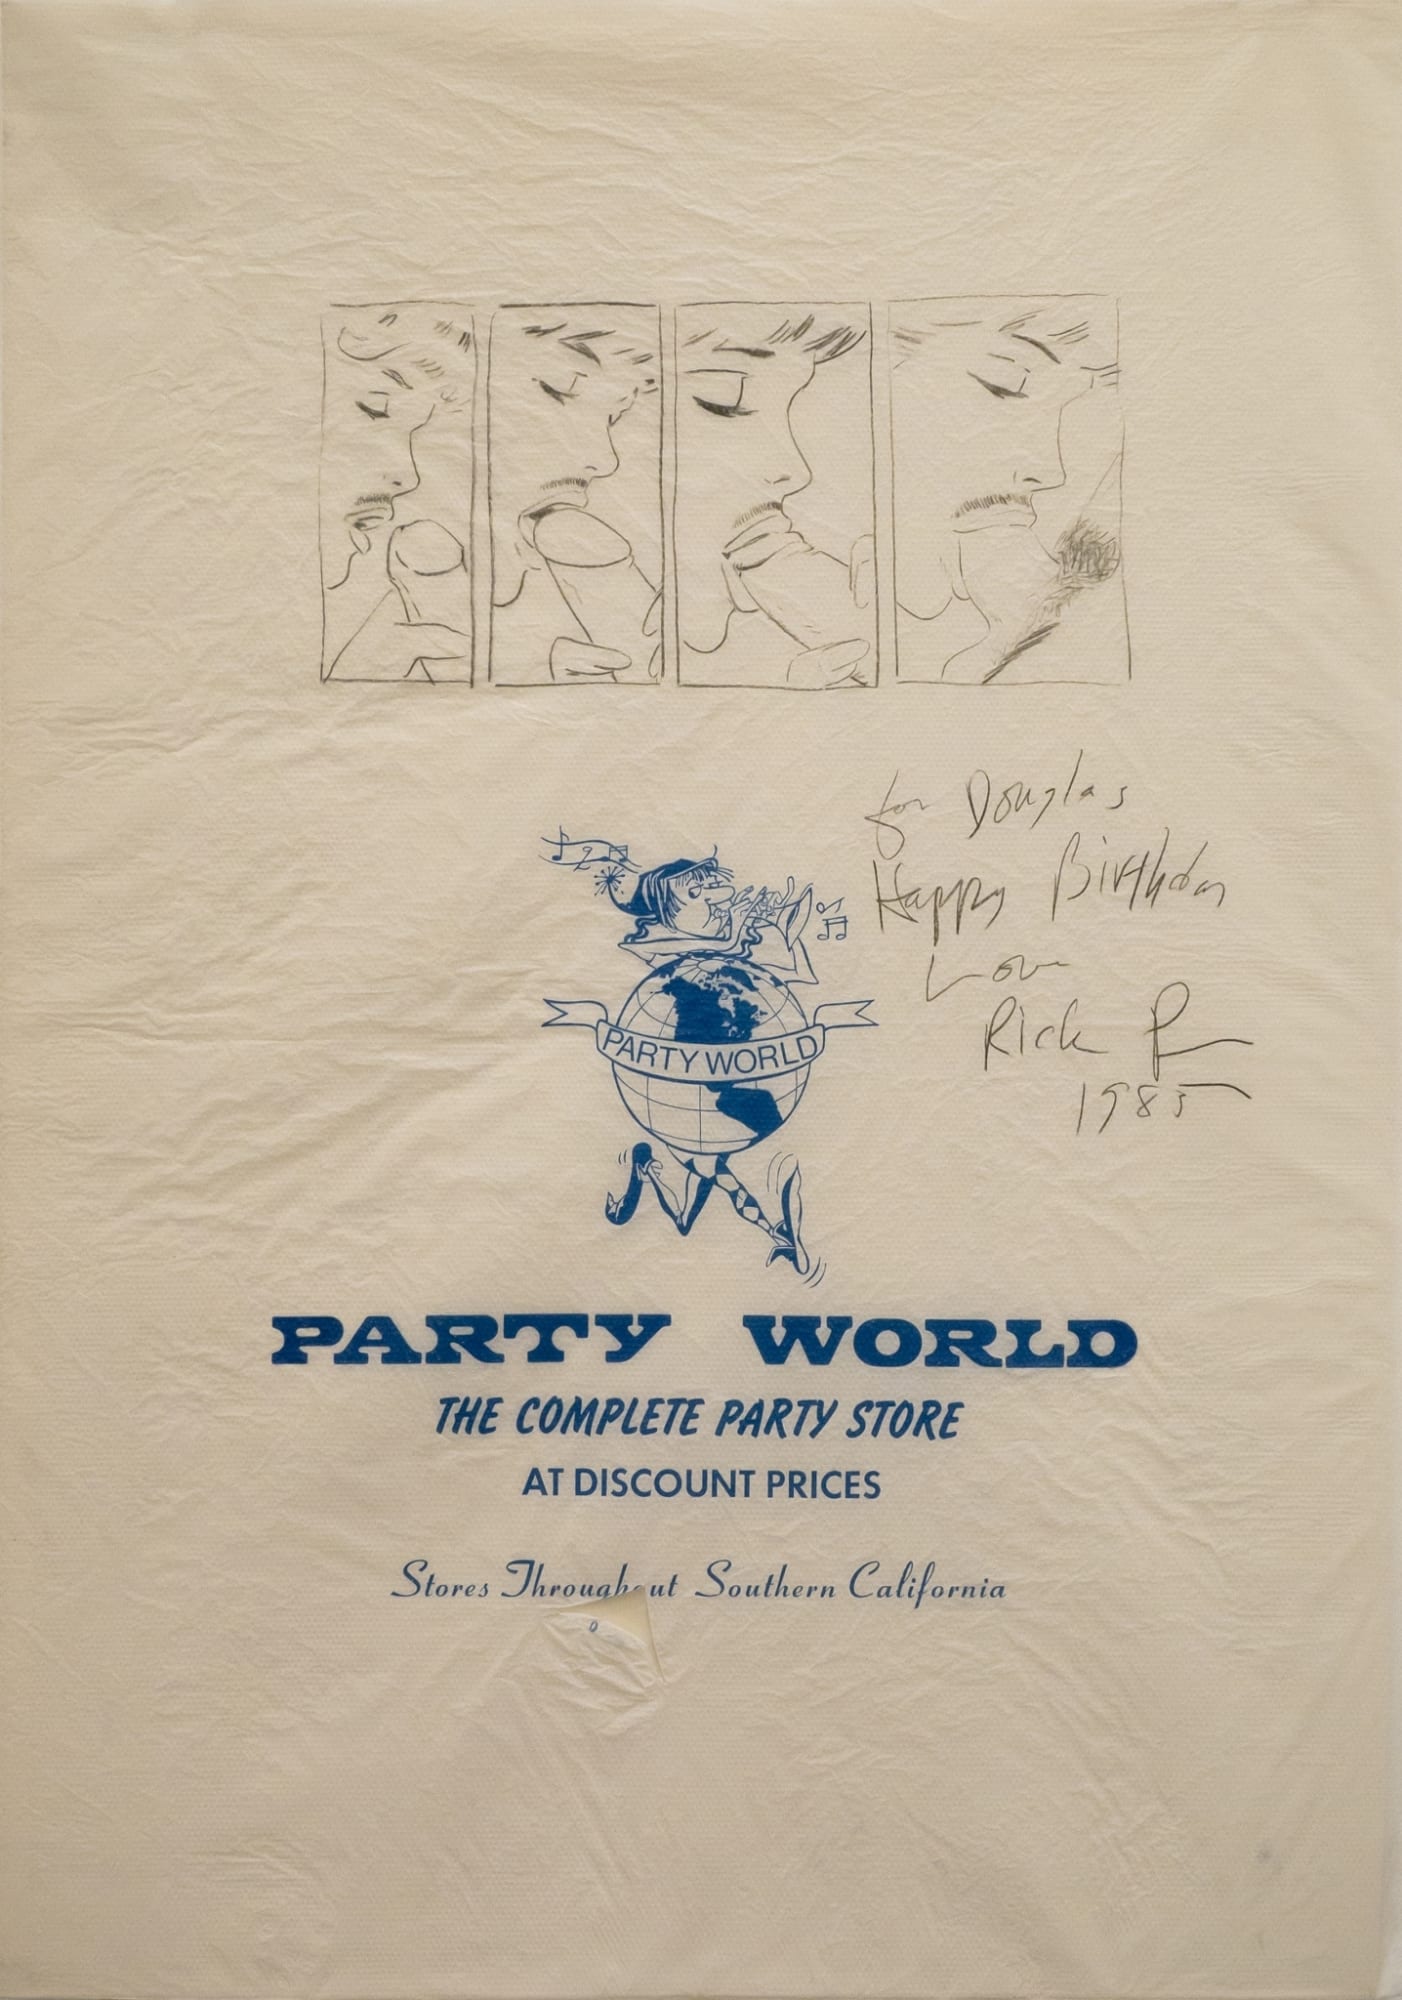 for Douglas
Happy Birthday
Love
Rick
1985
PARTY WORLD
PARTY WORLD
THE COMPLETE PARTY STORE
AT DISCOUNT PRICES
Stores Throughout Southern California